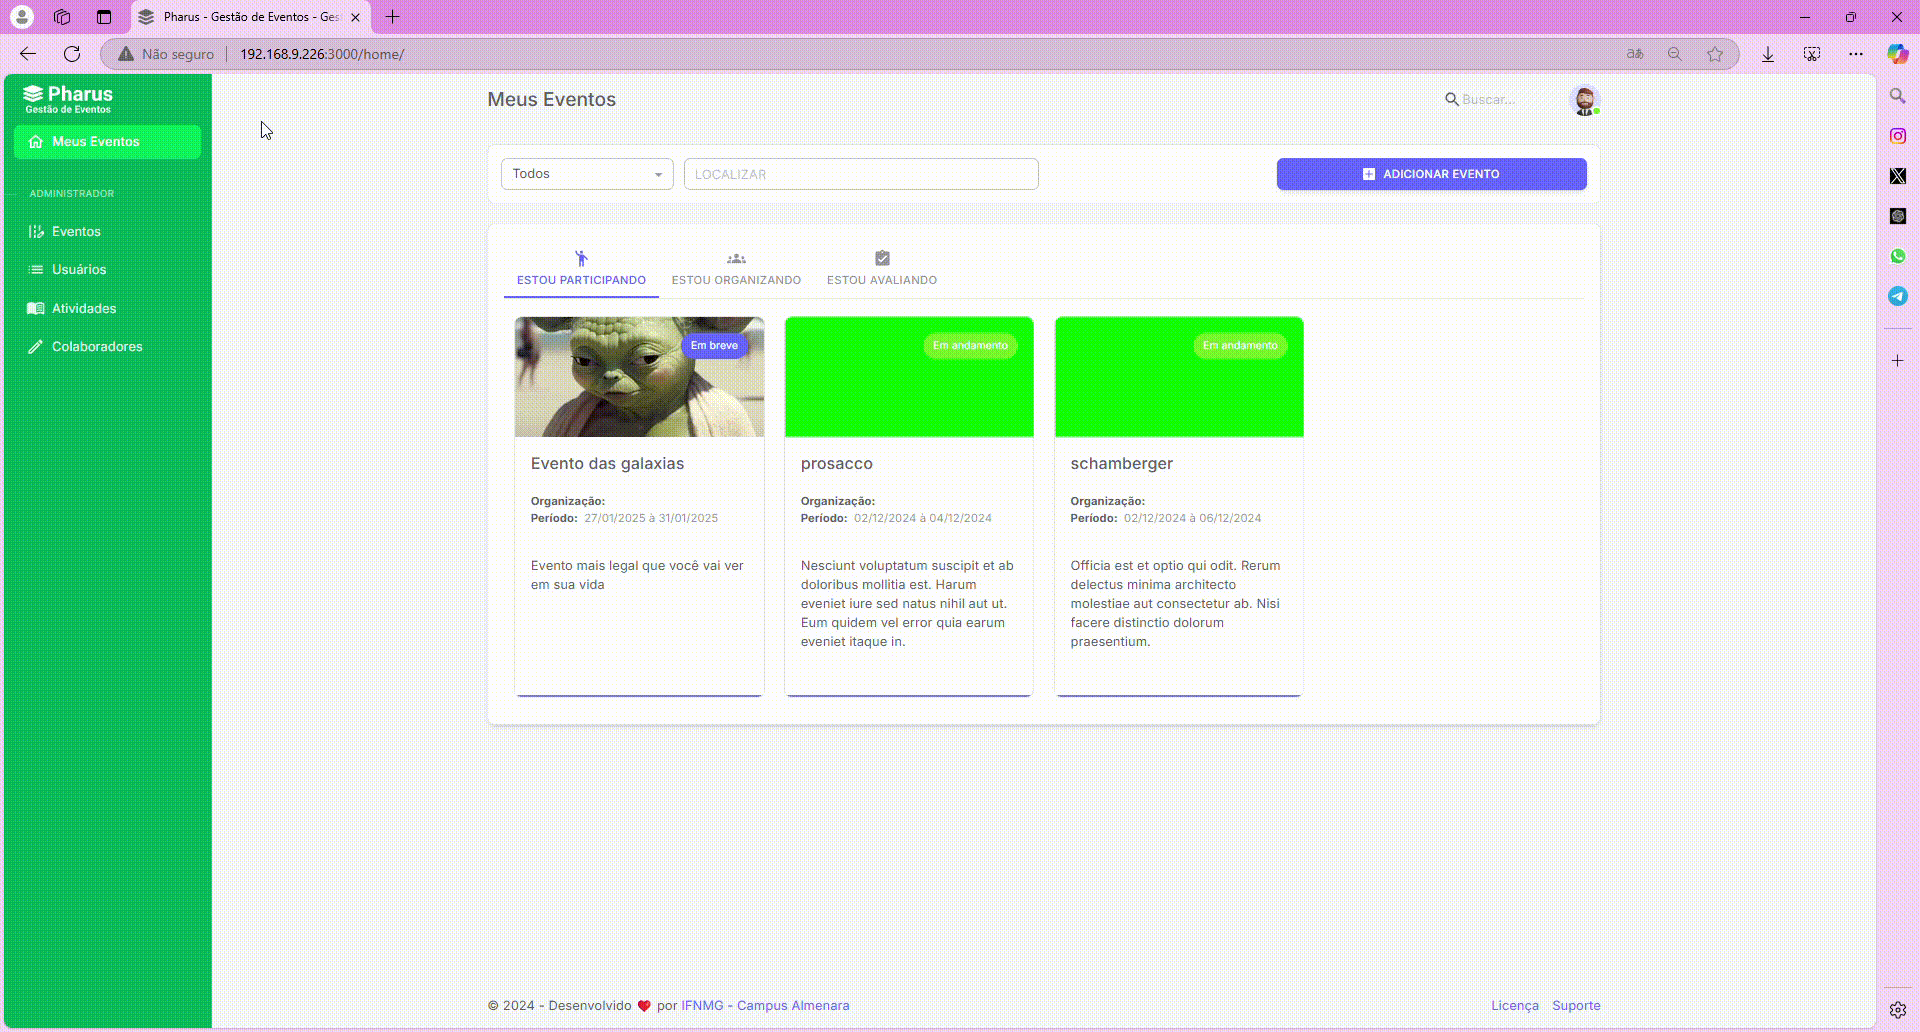 Pharus - Gestão de Eventos - Ges
Não seguro
192.168.9.226:3000/home/
Pharus
Gestão de Eventos
Meus Eventos
ADMINISTRADOR
Eventos
Usuários
Atividades
Colaboradores
Meus Eventos
Buscar...
Todos
LOCALIZAR
ADICIONAR EVENTO
ESTOU PARTICIPANDO
ESTOU ORGANIZANDO
ESTOU AVALIANDO
Em breve
Evento das galaxias
Organização:
Período: 27/01/2025 à 31/01/2025
Evento mais legal que você vai ver
em sua vida
Em andamento
prosacco
Organização:
Período: 02/12/2024 à 04/12/2024
Nesciunt voluptatum suscipit et ab
doloribus mollitia est. Harum
eveniet iure sed natus nihil aut ut.
Eum quidem vel error quia earum
eveniet itaque in.
Em andamento
schamberger
Organização:
Período: 02/12/2024 à 06/12/2024
Officia est et optio qui odit. Rerum
delectus minima architecto
molestiae aut consectetur ab. Nisi
facere distinctio dolorum
praesentium.
© 2024 - Desenvolvido ❤️ por IFNMG - Campus Almenara
Licença
Suporte